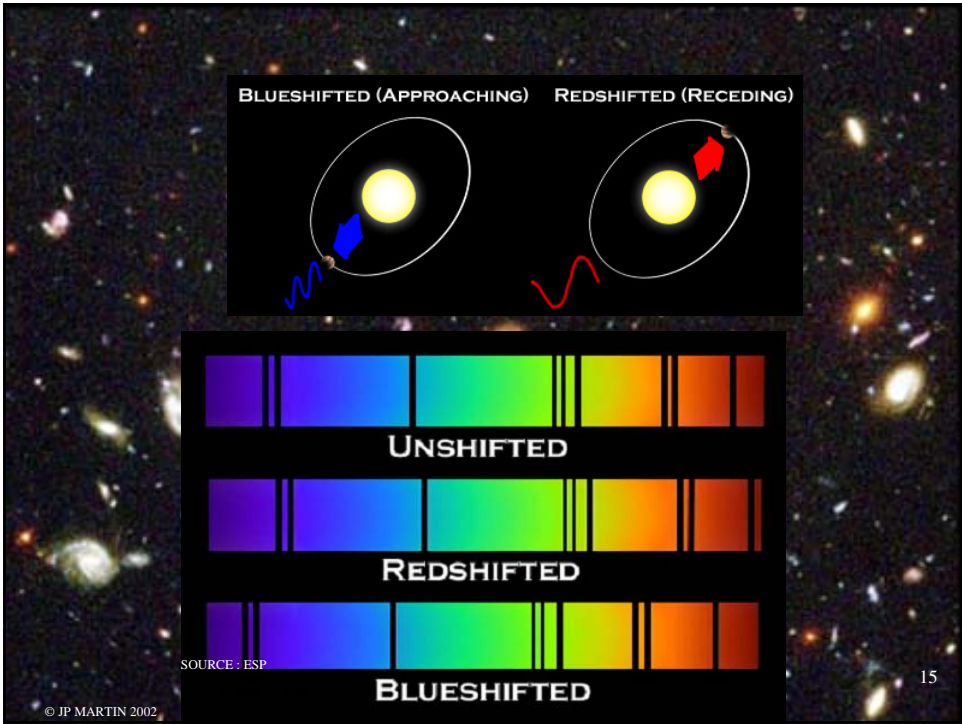 BLUESHIFTED (APPROACHING) REDSHIFTED (RECEDING)
UNSHIFTED
REDSHIFTED
SOURCE : ESP
BLUESHIFTED
15
© JP MARTIN 2002